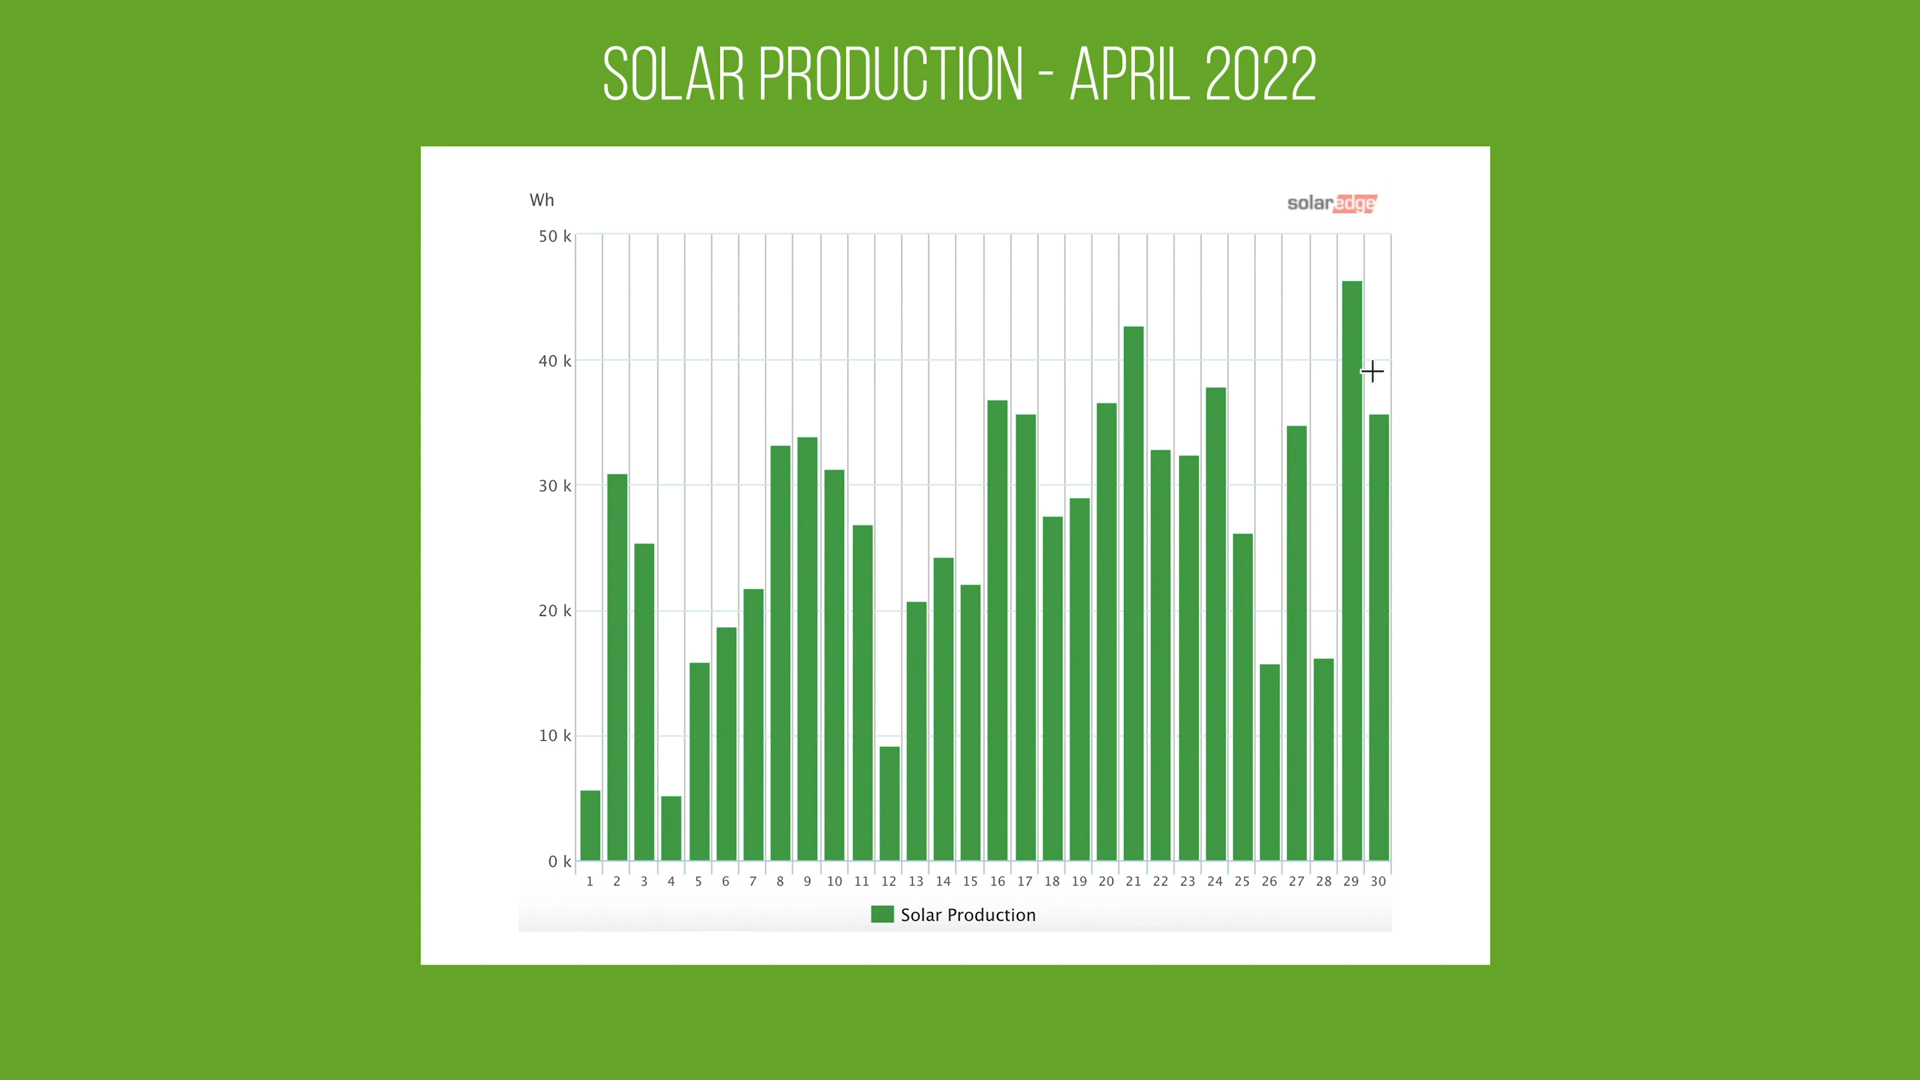 SOLAR PRODUCTION - APRIL 2022
Wh
solaredge
50 k
40 k
30 k
20 k
10 k
0 k
1 2 3 4 5 6 7 8 9 10 11 12 13 14 15 16 17 18 19 20 21 22 23 24 25 26 27 28 29 30
Solar Production